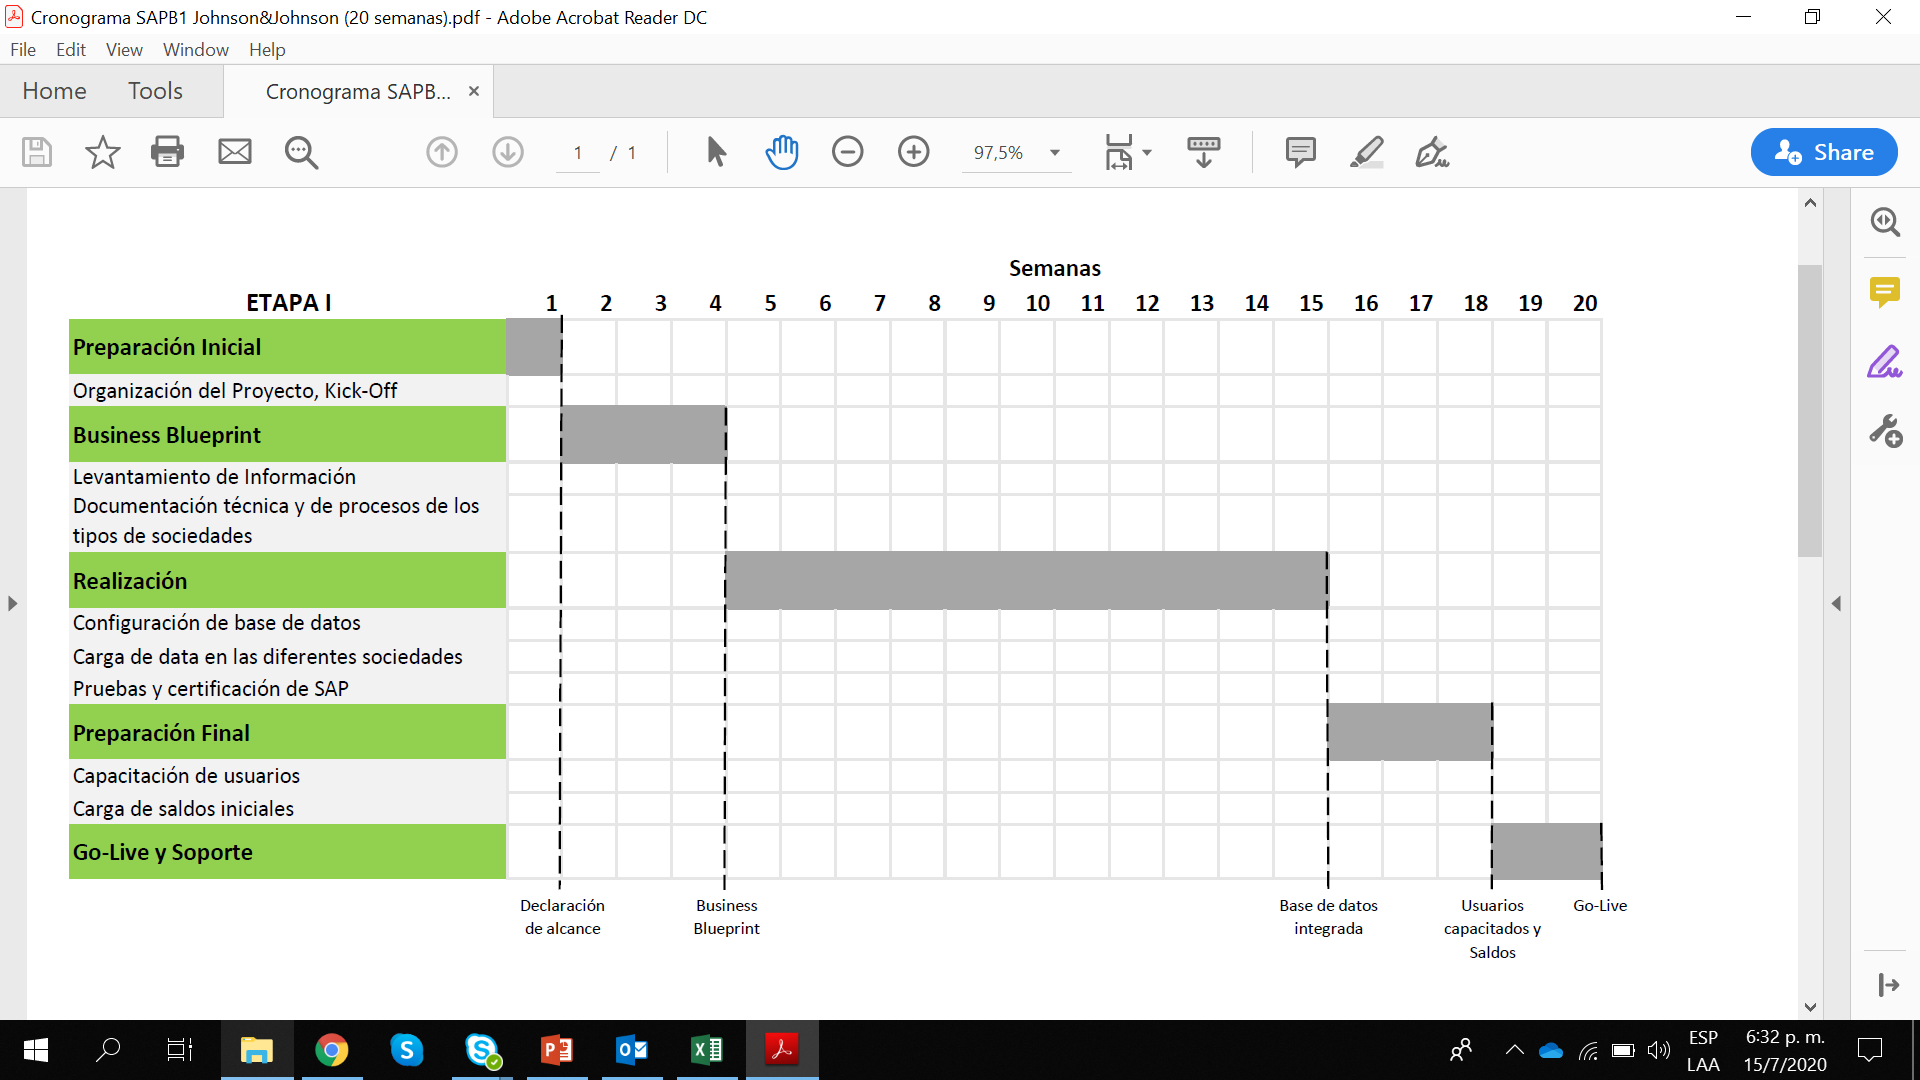 Cronograma SAPB1 Johnson&Johnson (20 semanas).pdf - Adobe Acrobat Reader DC
File Edit View Window Help
Home Tools Cronograma SAPB... ×
1 / 1 97,5% Share
Semanas
ETAPA I 1 2 3 4 5 6 7 8 9 10 11 12 13 14 15 16 17 18 19 20
Preparación Inicial
Organización del Proyecto, Kick-Off
Business Blueprint
Levantamiento de Información
Documentación técnica y de procesos de los
tipos de sociedades
Realización
Configuración de base de datos
Carga de data en las diferentes sociedades
Pruebas y certificación de SAP
Preparación Final
Capacitación de usuarios
Carga de saldos iniciales
Go-Live y Soporte
Declaración
de alcance
Business
Blueprint
Base de datos
integrada
Usuarios
capacitados y
Saldos
Go-Live
ESP
LAA
6:32 p. m.
15/7/2020